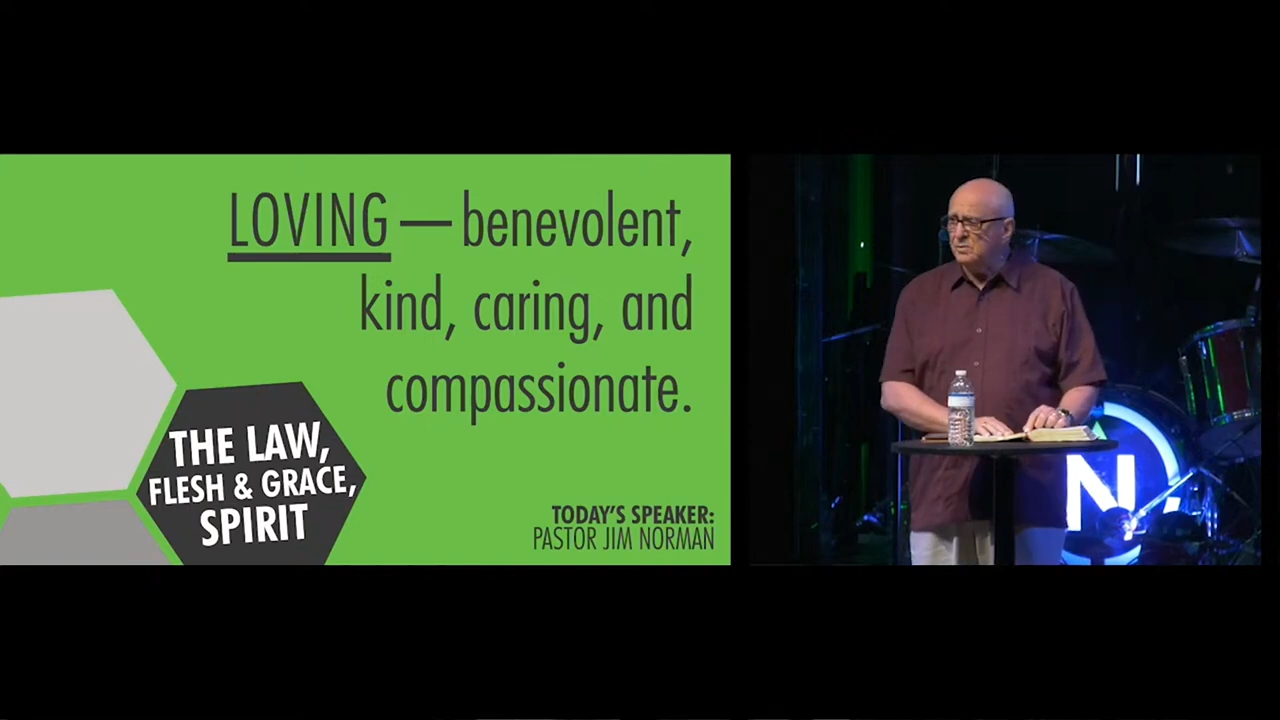 LOVING — benevolent,
kind, caring, and
compassionate.
THE LAW,
FLESH & GRACE,
SPIRIT
TODAY'S SPEAKER:
PASTOR JIM NORMAN
N